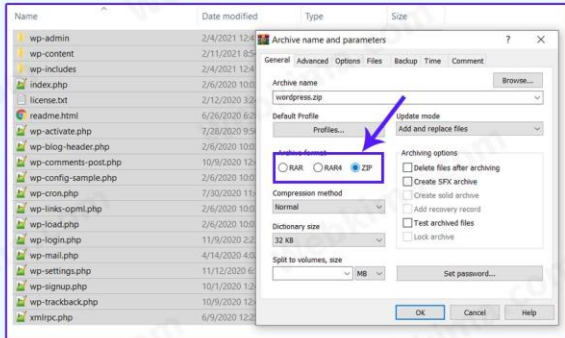 Name Date modified Type Size
wp-admin 2/4/2021 12:4
wp-content 2/11/2021 8:5
wp-includes 2/4/2021 12:4
index.php 2/6/2020 10:0
license.txt 2/12/2020 3:2
readme.html 6/26/2020 6:2
wp-activate.php 7/28/2020 9:5
wp-blog-header.php 2/6/2020 10:0
wp-comments-post.php 10/9/2020 12:
wp-config-sample.php 2/6/2020 10:0
wp-cron.php 7/30/2020 11:
wp-links-opml.php 2/6/2020 10:0
wp-load.php 2/6/2020 10:0
wp-login.php 11/9/2020 2:2
wp-mail.php 4/14/2020 4:0
wp-settings.php 11/12/2020 6:
wp-signup.php 10/1/2020 1:
wp-trackback.php 10/9/2020 12:
xmlrpc.php 6/9/2020 12:2
Archive name and parameters ? ×
General Advanced Options Files Backup Time Comment
Archive name
Browse...
wordpress.zip
Default Profile
Profiles...
Update mode
Add and replace files
Archive format
RAR RAR4 ZIP
Compression method
Normal
Dictionary size
32 KB
Split to volumes, size
MB
Archiving options
Delete files after archiving
Create SFX archive
Create solid archive
Add recovery record
Test archived files
Lock archive
Set password...
OK Cancel Help